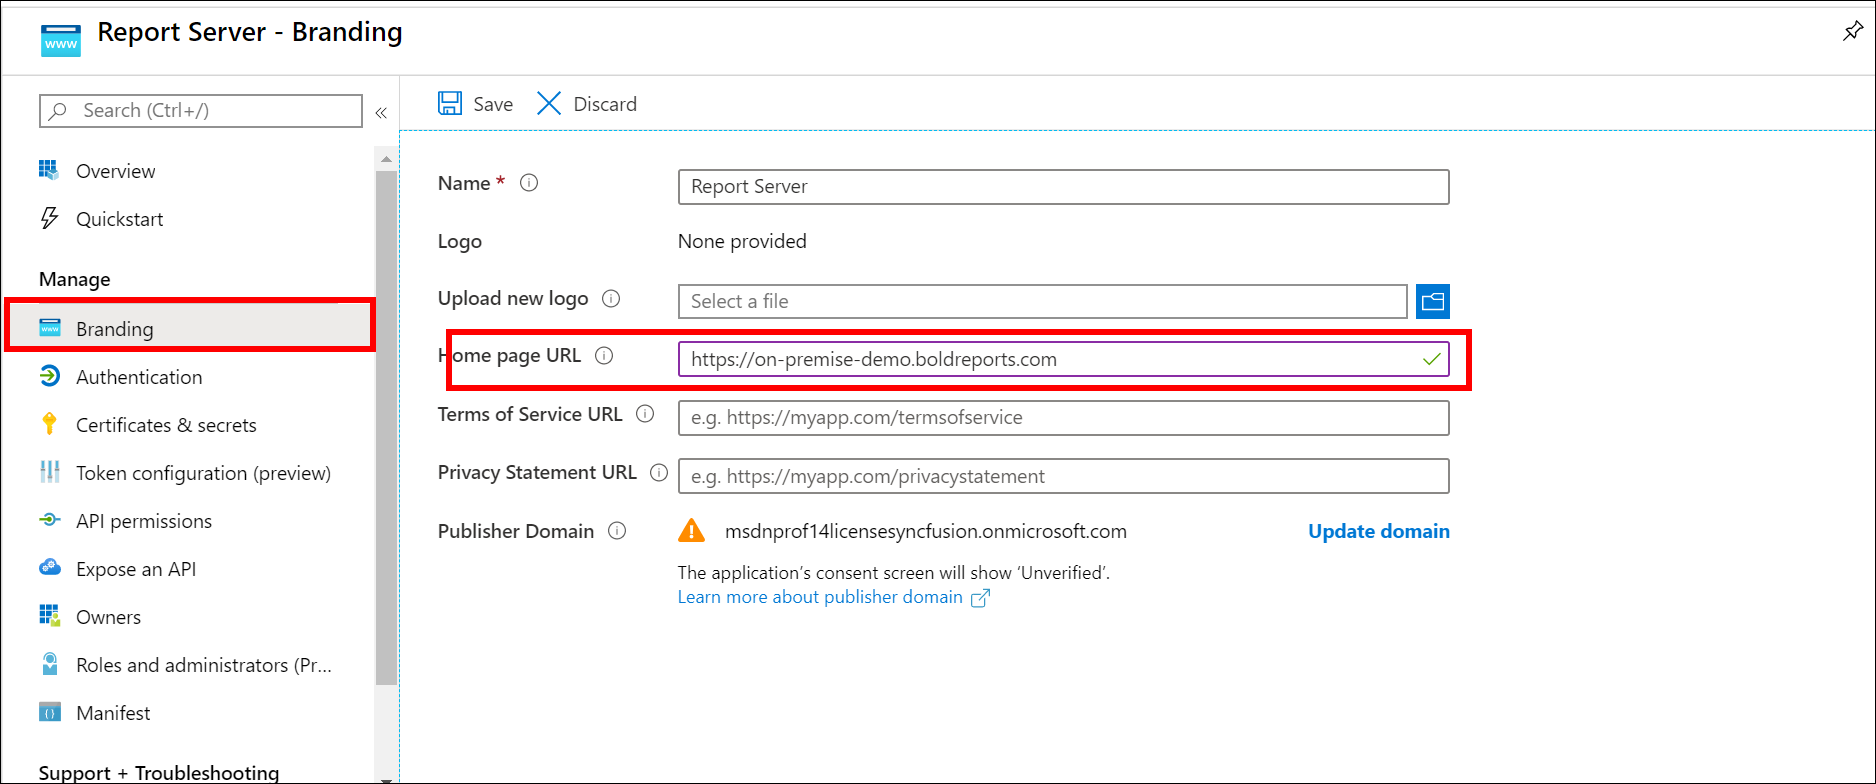 www
Report Server - Branding
Search (Ctrl+/)
«
Save
Discard
Overview
Quickstart
Manage
Branding
Authentication
Certificates & secrets
Token configuration (preview)
API permissions
Expose an API
Owners
Roles and administrators (Pr...
Manifest
Support + Troubleshooting
Name *
Report Server
Logo
None provided
Upload new logo
Select a file
Home page URL
https://on-premise-demo.boldreports.com
Terms of Service URL
e.g. https://myapp.com/termsofservice
Privacy Statement URL
e.g. https://myapp.com/privacystatement
Publisher Domain
msdnprof14licensesyncfusion.onmicrosoft.com
Update domain
The application's consent screen will show 'Unverified'.
Learn more about publisher domain